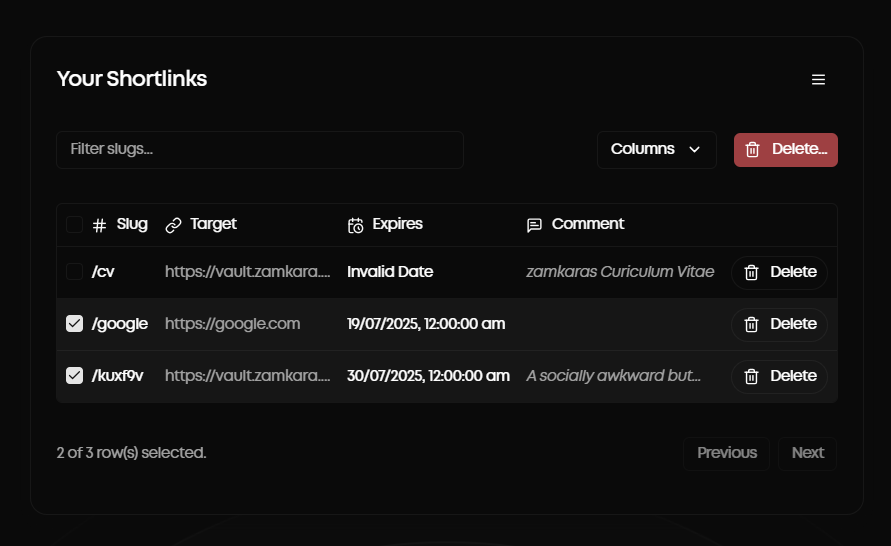 Your Shortlinks
Filter slugs...
Columns
Delete...
Slug Target Expires Comment
/cv https://vault.zamkara.... Invalid Date zamkaras Curiculum Vitae Delete
/google https://google.com 19/07/2025, 12:00:00 am Delete
/kuxf9v https://vault.zamkara.... 30/07/2025, 12:00:00 am A socially awkward but... Delete
2 of 3 row(s) selected.
Previous Next